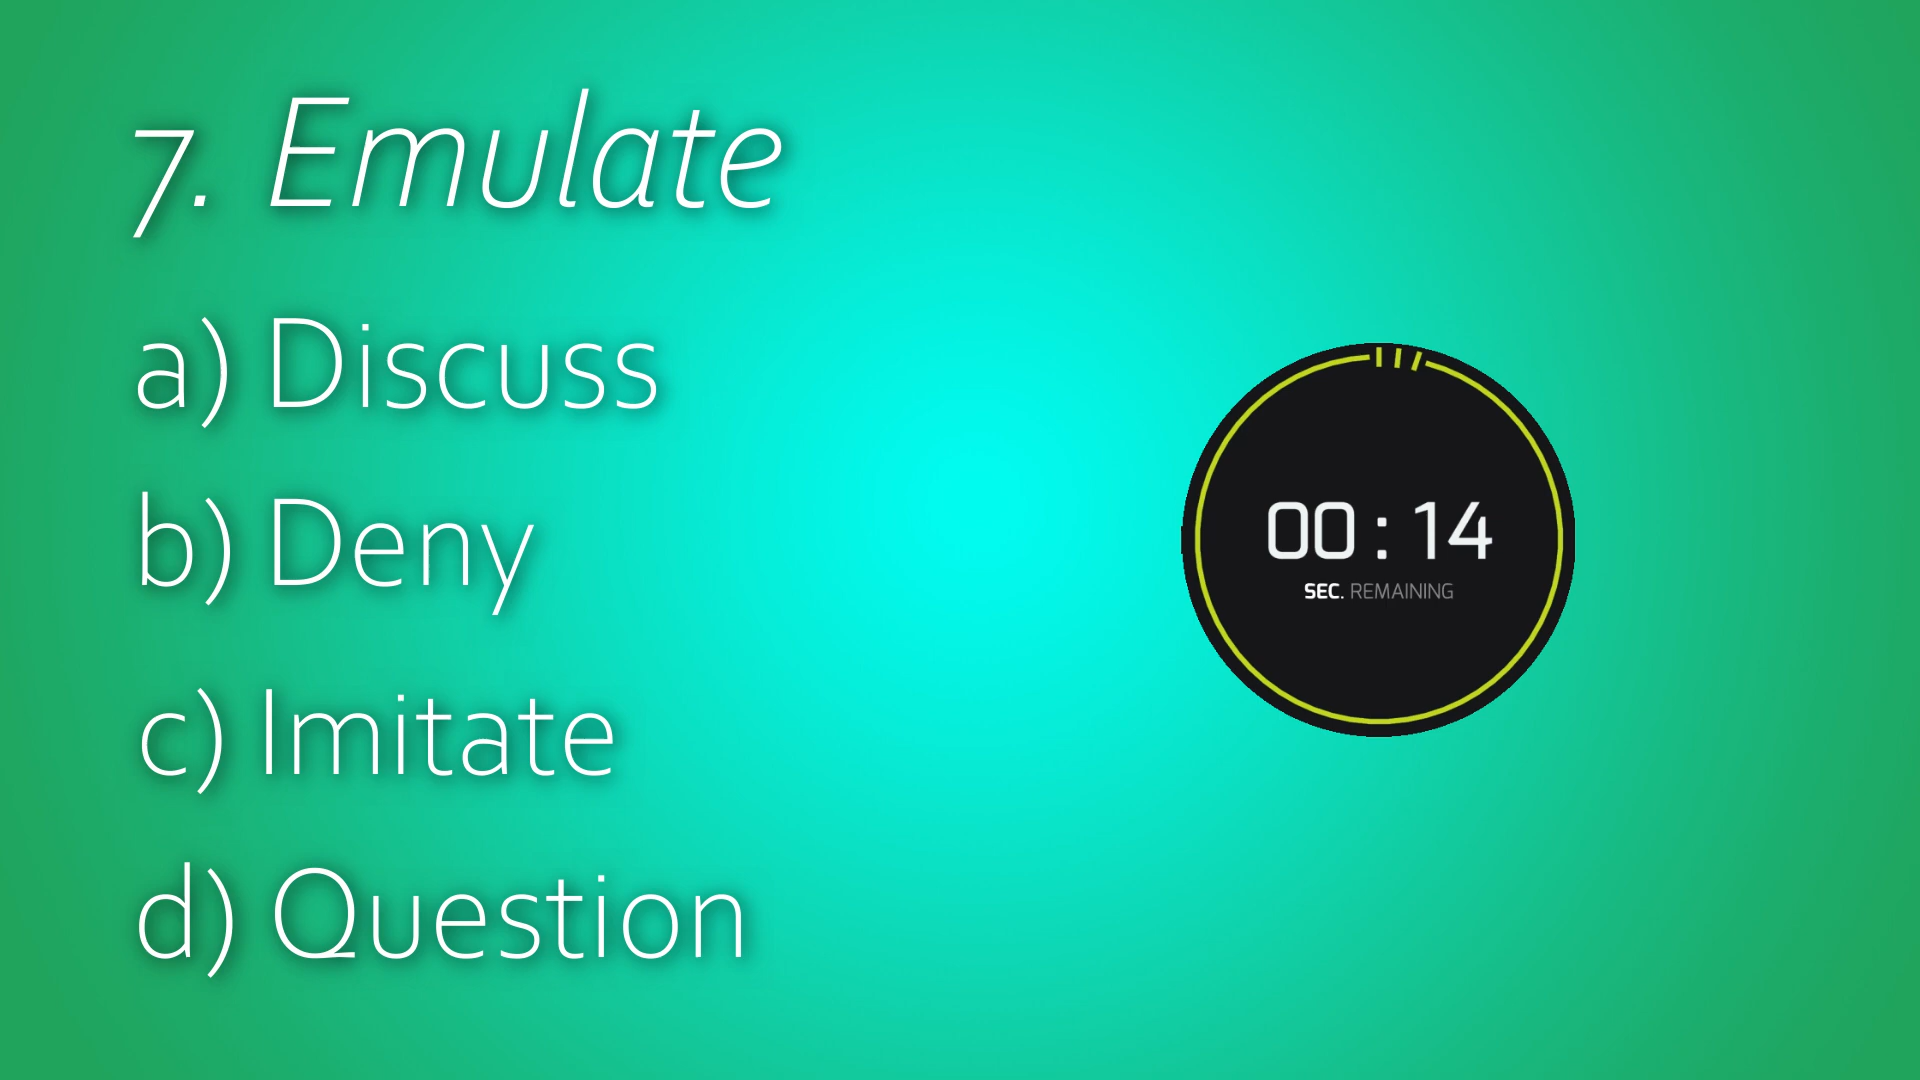 7. Emulate
a) Discuss
b) Deny
c) Imitate
d) Question
00 : 14
SEC. REMAINING